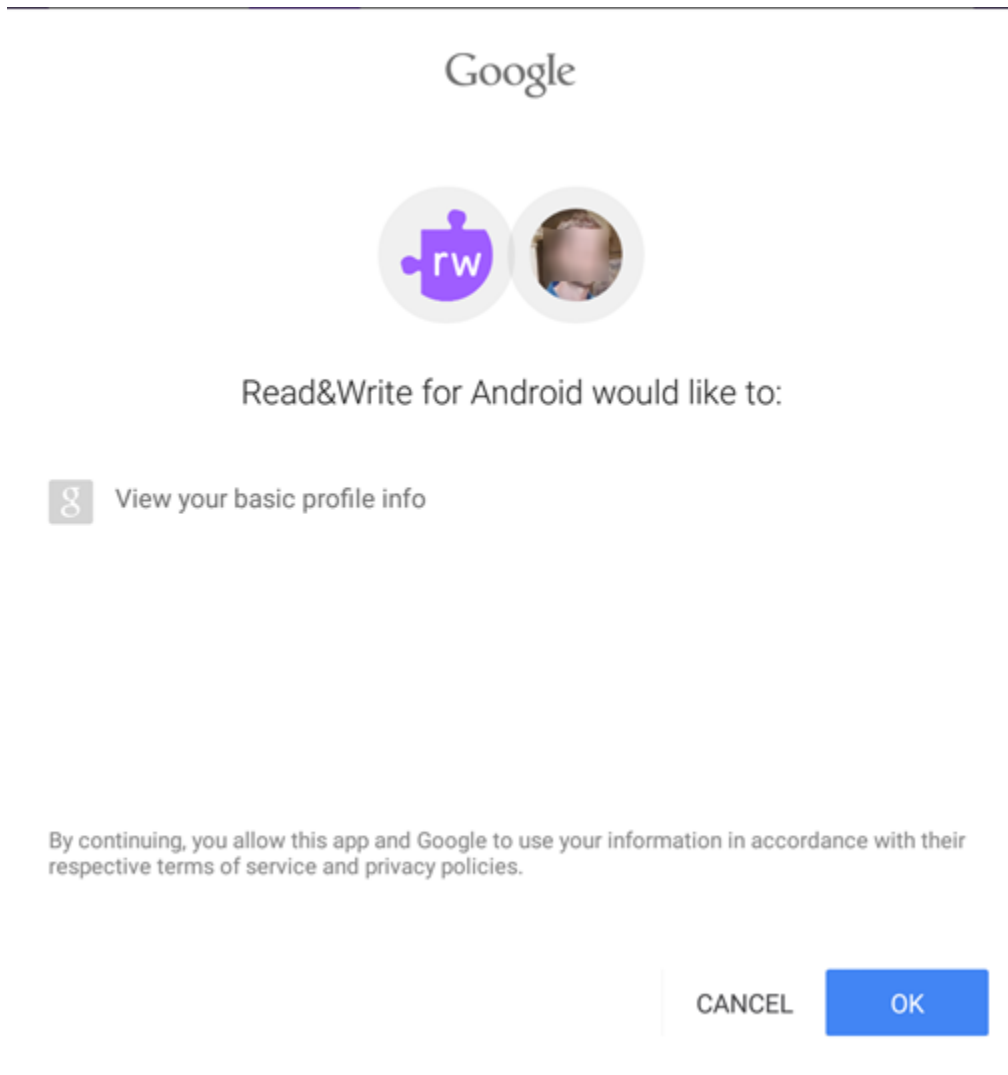 Google
rw
Read&Write for Android would like to:
g View your basic profile info
By continuing, you allow this app and Google to use your information in accordance with their
respective terms of service and privacy policies.
CANCEL OK